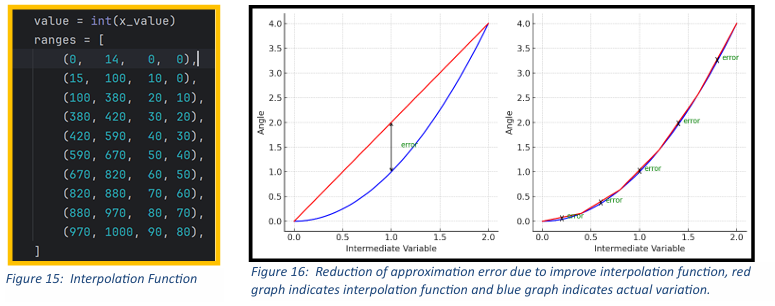 value = int(x_value)
ranges = [
(0, 14, 0, 0),
(15, 100, 10, 0),
(100, 380, 20, 10),
(380, 420, 30, 20),
(420, 590, 40, 30),
(590, 670, 50, 40),
(670, 820, 60, 50),
(820, 880, 70, 60),
(880, 970, 80, 70),
(970, 1000, 90, 80),
]
Figure 15: Interpolation Function
4.0
3.5
3.0
2.5
2.0
1.5
1.0
0.5
0.0
Angle
error
0.0 0.5 1.0 1.5 2.0
Intermediate Variable
4.0
3.5
3.0
2.5
2.0
1.5
1.0
0.5
0.0
Angle
error
error
error
error
error
0.0 0.5 1.0 1.5 2.0
Intermediate Variable
Figure 16: Reduction of approximation error due to improve interpolation function, red
graph indicates interpolation function and blue graph indicates actual variation.